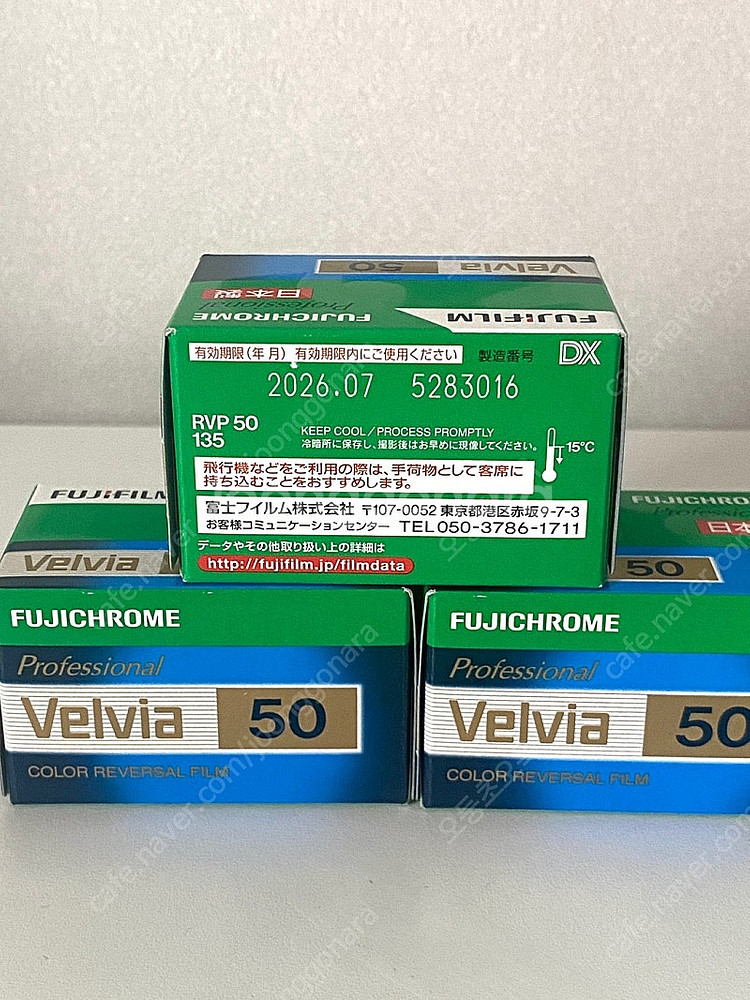 Velvia 50
日本製
Professional
FUJICHROME
FUJIFILM
有効期限(年 月) 有効期限内にご使用ください 製造番号 DX
2026.07 5283016
RVP 50
135
KEEP COOL/PROCESS PROMPTLY
冷暗所に保存し、撮影後はお早めに現像してください。
15°C
飛行機などをご利用の際は、手荷物として客席に
持ち込むことをおすすめします。
富士フイルム株式会社 〒107-0052 東京都港区赤坂9-7-3
お客様コミュニケーションセンター TEL050-3786-1711
データやその他取り扱い上の詳細は
http://fujifilm.jp/filmdata
FUJIFILM
Velvia
FUJICHROME
Professional
Velvia 50
COLOR REVERSAL FILM
FUJICHROME
Professional
日本
50
FUJICHROME
Professional
Velvia 50
COLOR REVERSAL FILM
cafe.naver.com/joonggonara